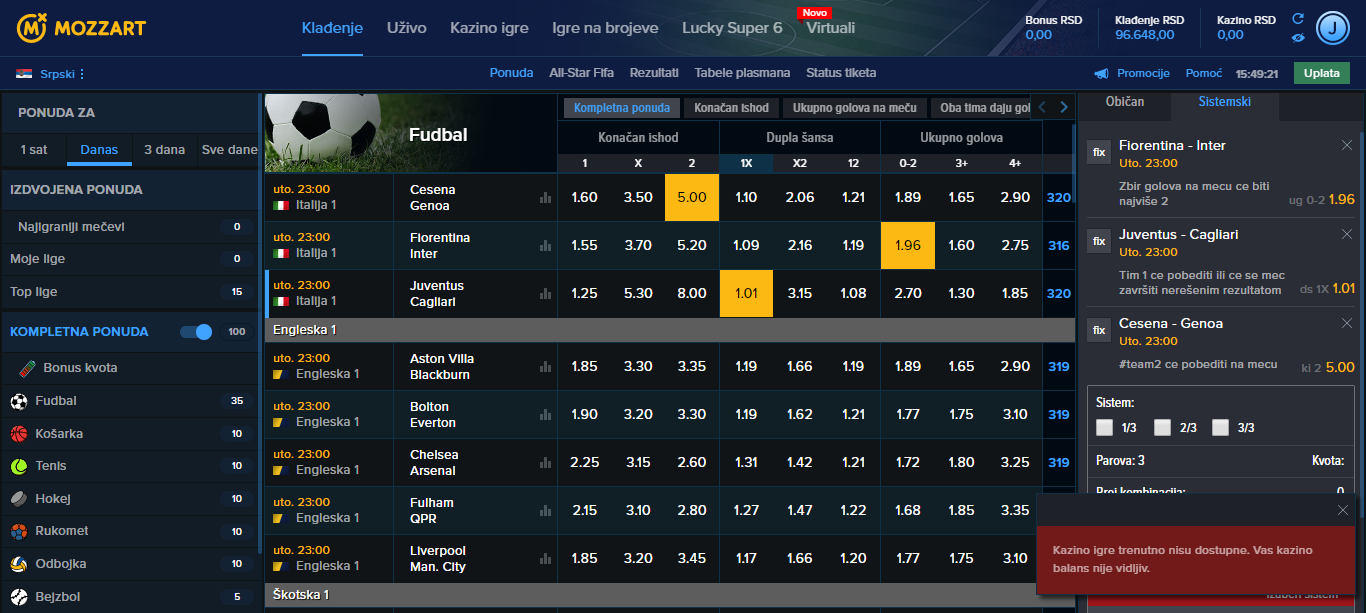 MOZZART
Klađenje
Uživo
Kazino igre
Igre na brojeve
Lucky Super 6
Novo
Virtuali
Bonus RSD
0,00
Klađenje RSD
96.648,00
Kazino RSD
0,00
J
Srpski
Ponuda
All-Star Fifa
Rezultati
Tabele plasmana
Status tiketa
Promocije
Pomoć
15:49:21
Uplata
PONUDA ZA
1 sat
Danas
3 dana
Sve dane
IZDVOJENA PONUDA
Najigraniji mečevi 0
Moje lige 0
Top lige 15
KOMPLETNA PONUDA 100
Bonus kvota
Fudbal 35
Košarka 10
Tenis 10
Hokej 10
Rukomet 10
Odbojka 10
Bejzbol 5
Fudbal
Kompletna ponuda
Konačan ishod
Ukupno golova na meču
Oba tima daju gol
Konačan ishod
Dupla šansa
Ukupno golova
1 X 2 1X X2 12 0-2 3+ 4+
uto. 23:00
Italija 1
Cesena
Genoa
1.60 3.50 5.00 1.10 2.06 1.21 1.89 1.65 2.90 320
uto. 23:00
Italija 1
Fiorentina
Inter
1.55 3.70 5.20 1.09 2.16 1.19 1.96 1.60 2.75 316
uto. 23:00
Italija 1
Juventus
Cagliari
1.25 5.30 8.00 1.01 3.15 1.08 2.70 1.30 1.85 320
Engleska 1
uto. 23:00
Engleska 1
Aston Villa
Blackburn
1.85 3.30 3.35 1.19 1.66 1.19 1.89 1.65 2.90 319
uto. 23:00
Engleska 1
Bolton
Everton
1.90 3.20 3.30 1.19 1.62 1.21 1.77 1.75 3.10 319
uto. 23:00
Engleska 1
Chelsea
Arsenal
2.25 3.15 2.60 1.31 1.42 1.21 1.72 1.80 3.25 319
uto. 23:00
Engleska 1
Fulham
QPR
2.15 3.10 2.80 1.27 1.47 1.22 1.68 1.85 3.35
uto. 23:00
Engleska 1
Liverpool
Man. City
1.85 3.20 3.45 1.17 1.66 1.20 1.77 1.75 3.10
Škotska 1
Običan
Sistemski
fix
Fiorentina - Inter
Uto. 23:00
Zbir golova na mecu ce biti
najviše 2
ug 0-2 1.96
fix
Juventus - Cagliari
Uto. 23:00
Tim 1 ce pobediti ili ce se mec
završiti nerešenim rezultatom
ds 1X 1.01
fix
Cesena - Genoa
Uto. 23:00
#team2 ce pobediti na mecu
ki 2 5.00
Sistem:
1/3 2/3 3/3
Parova: 3
Kvota:
Broj kombinacija:
0
Kazino igre trenutno nisu dostupne. Vas kazino
balans nije vidljiv.